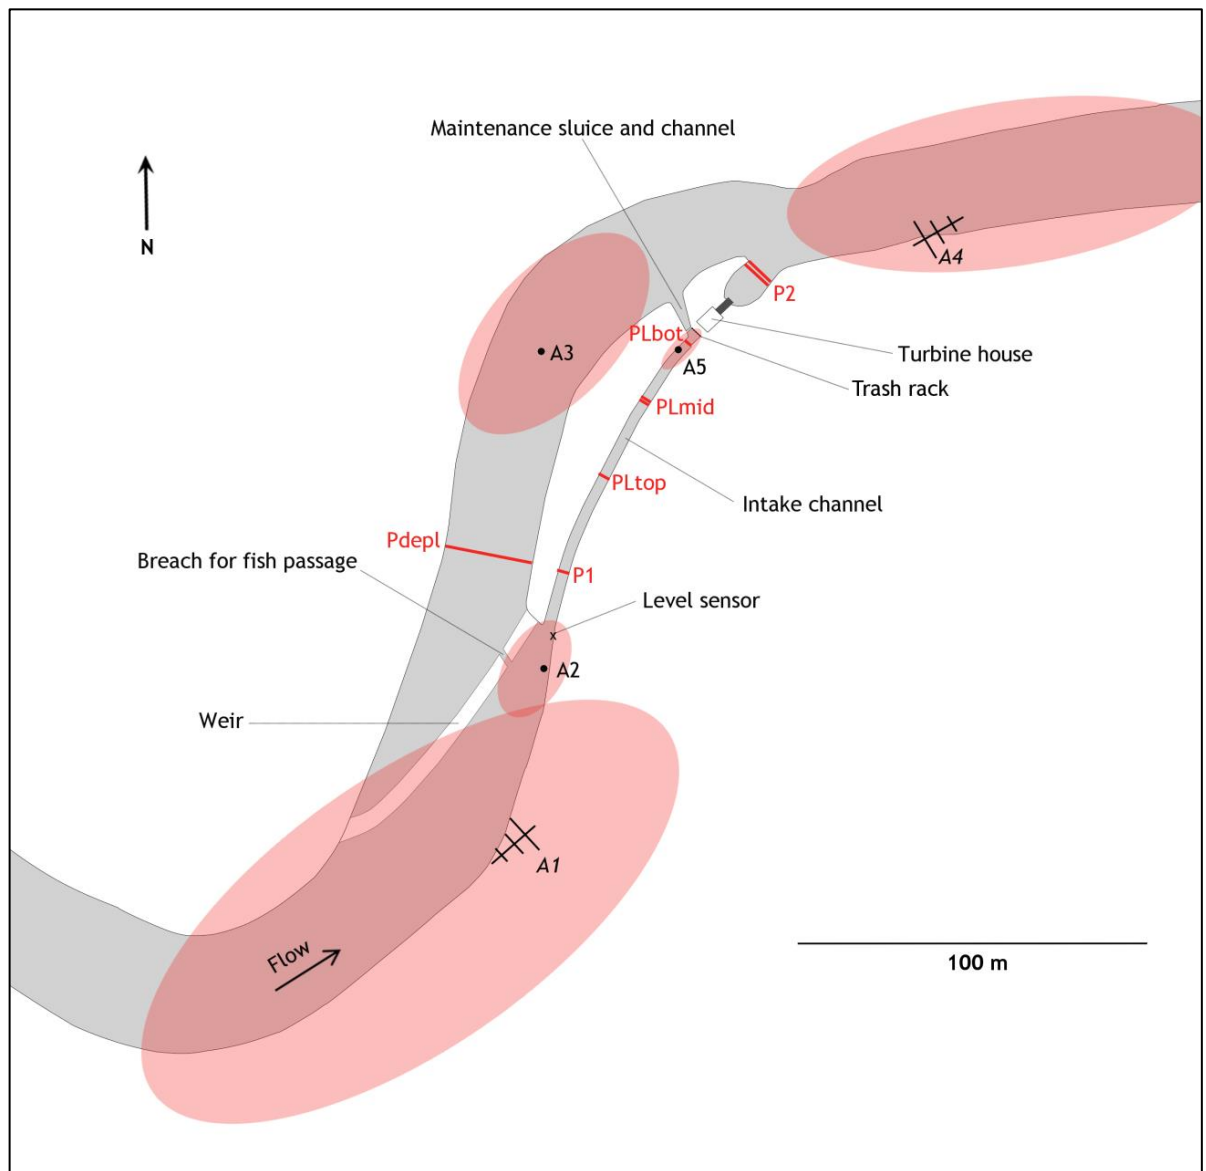 Maintenance sluice and channel
N
A4
P2
PLbot
A3
A5
Turbine house
Trash rack
PLmid
PLtop
Intake channel
Pdepl
Breach for fish passage
P1
Level sensor
x
A2
Weir
A1
Flow
100 m